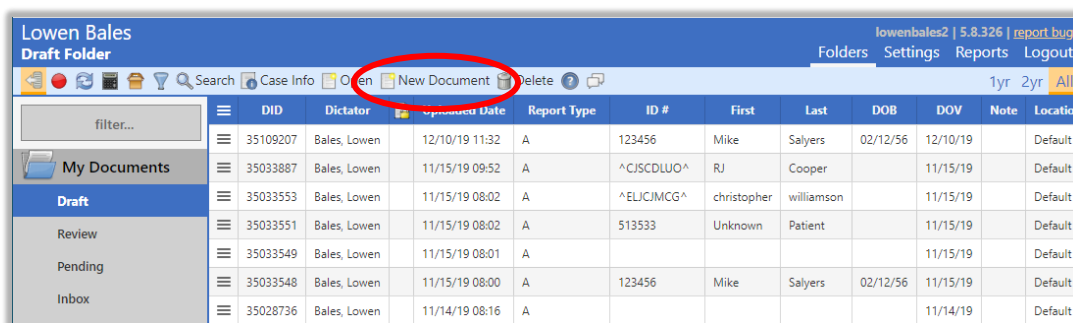 Lowen Bales
lowenbales2 | 5.8.326 | report bug
Draft Folder
Folders Settings Reports Logout
Search Case Info Open New Document Delete
1yr 2yr All
filter...
DID Dictator Uploaded Date Report Type ID # First Last DOB DOV Note
35109207 Bales, Lowen 12/10/19 11:32 A 123456 Mike Salyers 02/12/56 12/10/19 Default
My Documents
35033887 Bales, Lowen 11/15/19 09:52 A ^CJSCDLUO^ RJ Cooper 11/15/19 Default
Draft
35033553 Bales, Lowen 11/15/19 08:02 A ^ELJCJMCG^ christopher williamson 11/15/19 Default
Review
35033551 Bales, Lowen 11/15/19 08:02 A 513533 Unknown Patient 11/15/19 Default
35033549 Bales, Lowen 11/15/19 08:01 A 11/15/19 Default
Pending
35033548 Bales, Lowen 11/15/19 08:00 A 123456 Mike Salyers 02/12/56 11/15/19 Default
Inbox
35028736 Bales, Lowen 11/14/19 08:16 A 11/14/19 Default